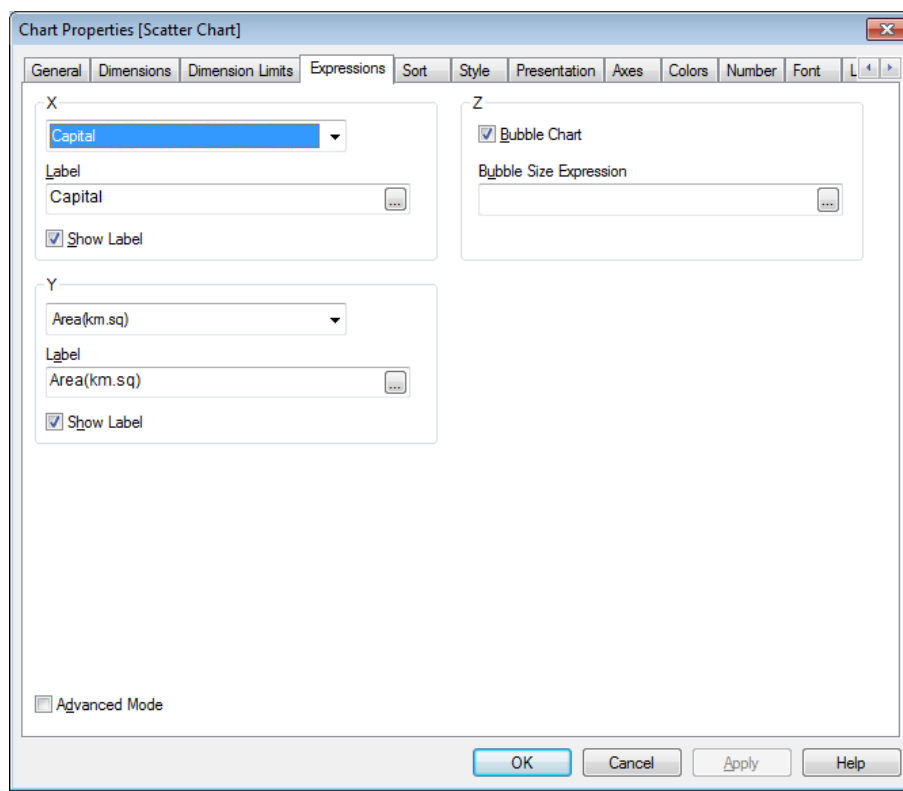 Chart Properties [Scatter Chart]
General Dimensions Dimension Limits Expressions Sort Style Presentation Axes Colors Number Font L
X
Capital
Label
Capital
...
Show Label
Z
Bubble Chart
Bubble Size Expression
...
Y
Area(km.sq)
Label
Area(km.sq)
...
Show Label
Advanced Mode
OK Cancel Apply Help